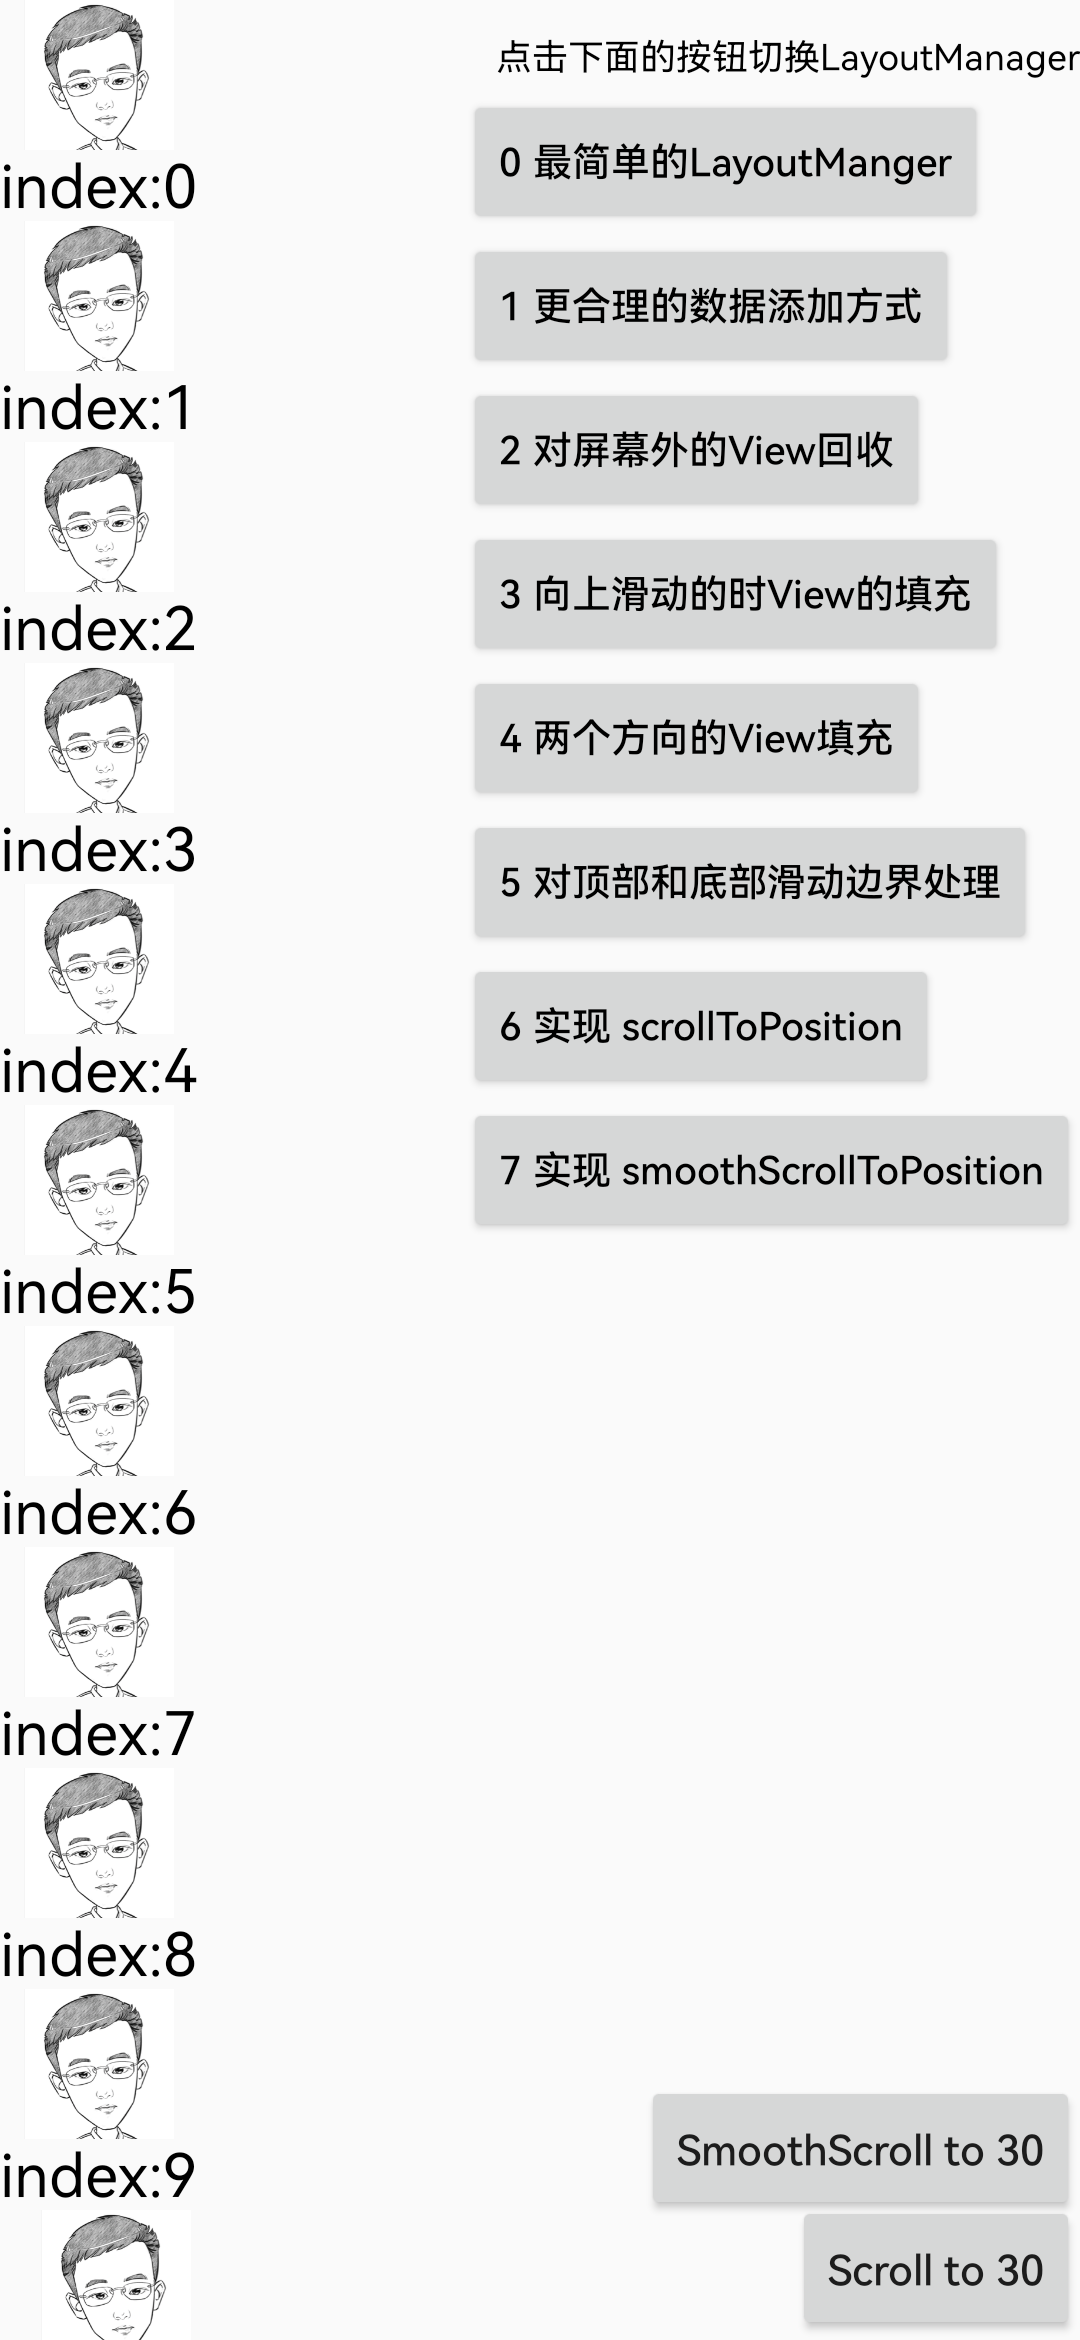 点击下面的按钮切换LayoutManager
0 最简单的LayoutManger
index:0
1 更合理的数据添加方式
index:1
2 对屏幕外的View回收
3 向上滑动的时View的填充
index:2
4 两个方向的View填充
index:3
5 对顶部和底部滑动边界处理
6 实现 scrollToPosition
index:4
7 实现 smoothScrollToPosition
index:5
index:6
index:7
index:8
SmoothScroll to 30
index:9
Scroll to 30